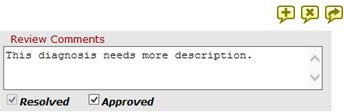 Review Comments
This diagnosis needs more description.
Resolved Approved